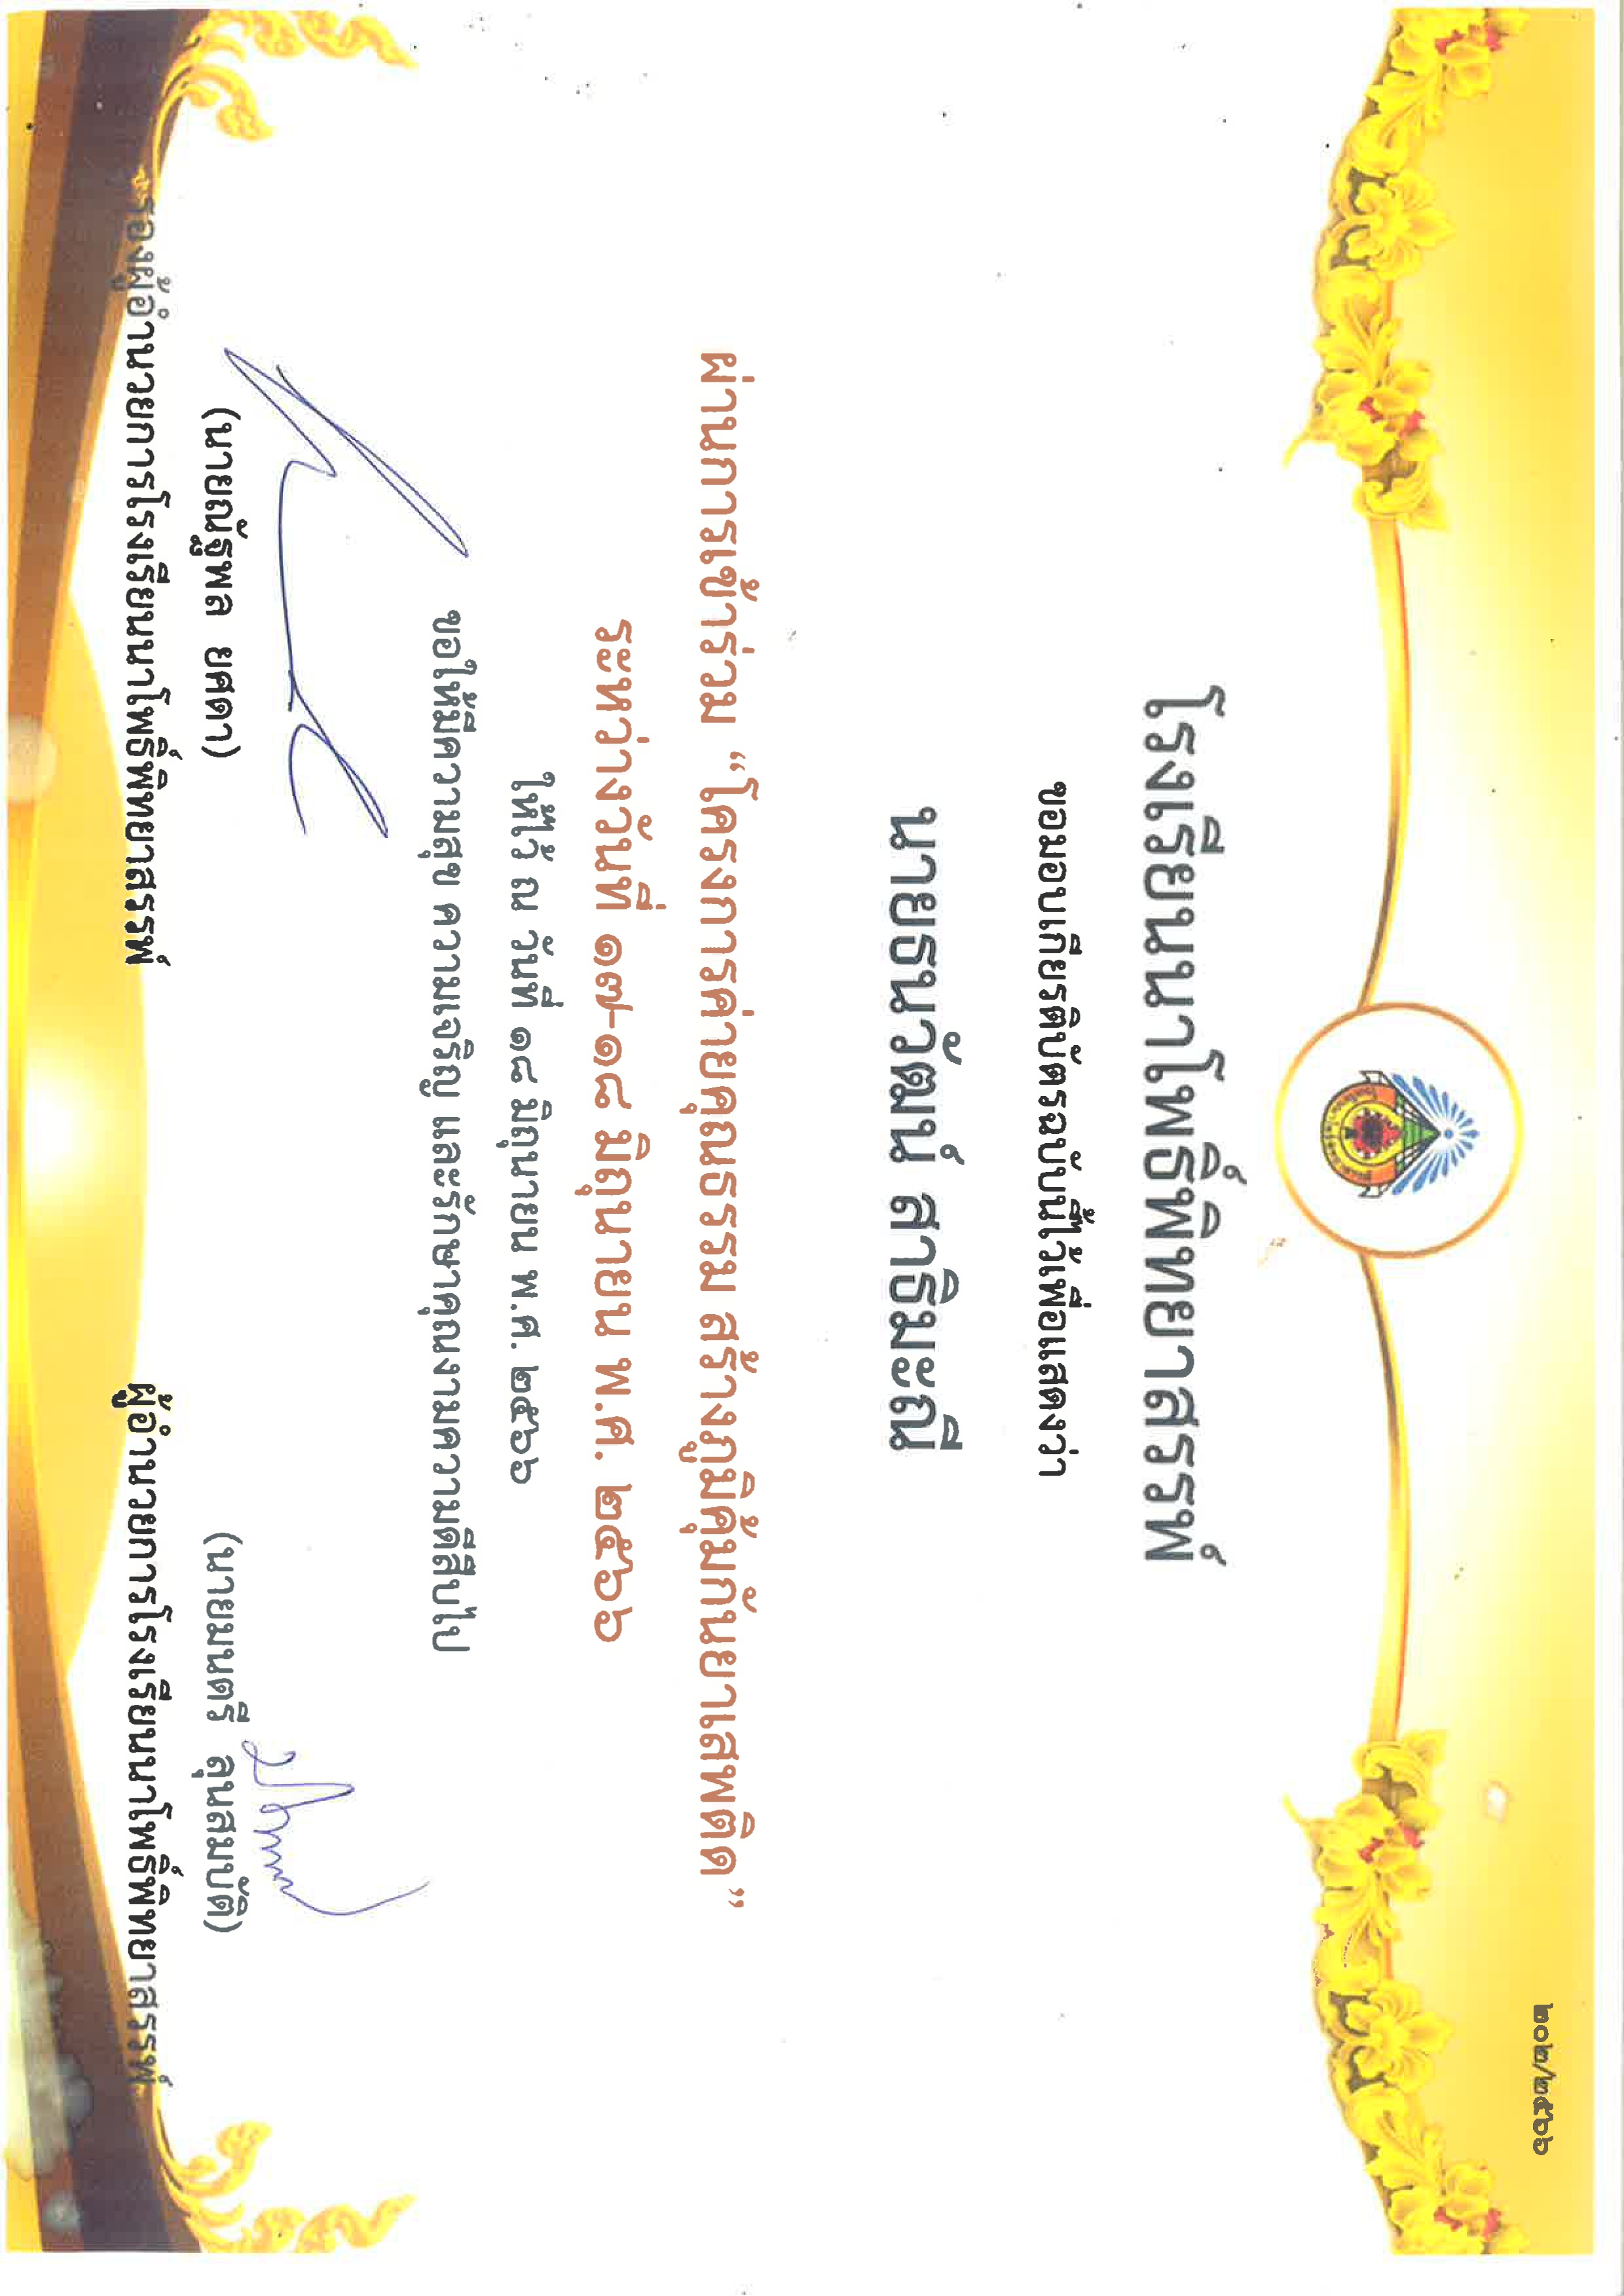 ๒๐๒/๒๕๖๖
โรงเรียนนาโพธิ์พิทยาสรรพ์
ขอมอบเกียรติบัตรฉบับนี้ไว้เพื่อแสดงว่า
นายธนวัฒน์ สาธิมะณี
ผ่านการเข้าร่วม “โครงการค่ายคุณธรรม สร้างภูมิคุ้มกันยาเสพติด”
ระหว่างวันที่ ๑๗-๑๘ มิถุนายน พ.ศ. ๒๕๖๖
ให้ไว้ ณ วันที่ ๑๘ มิถุนายน พ.ศ. ๒๕๖๖
ขอให้มีความสุข ความเจริญ และรักษาคุณงามความดีสืบไป
(นายณัฐพล ยศดา)
รองผู้อำนวยการโรงเรียนนาโพธิ์พิทยาสรรพ์
(นายมนตรี ลุนสมบัติ)
ผู้อำนวยการโรงเรียนนาโพธิ์พิทยาสรรพ์